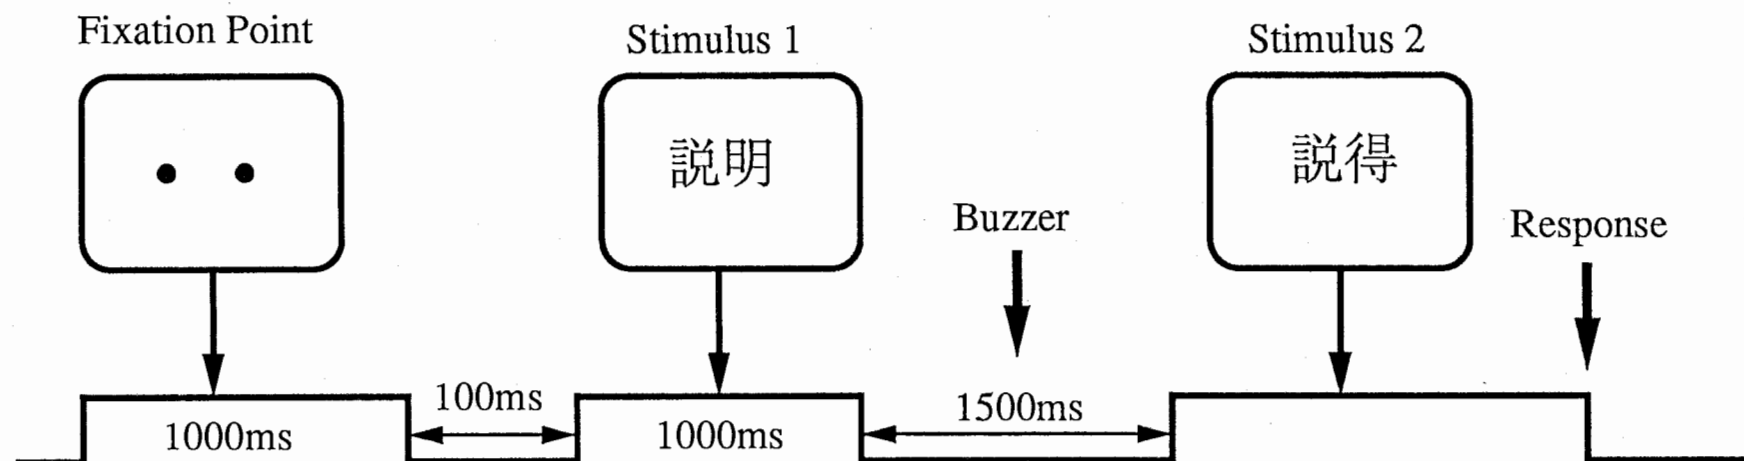 Fixation Point
Stimulus 1
Stimulus 2
説明
説得
Buzzer
Response
100ms
1500ms
1000ms
1000ms